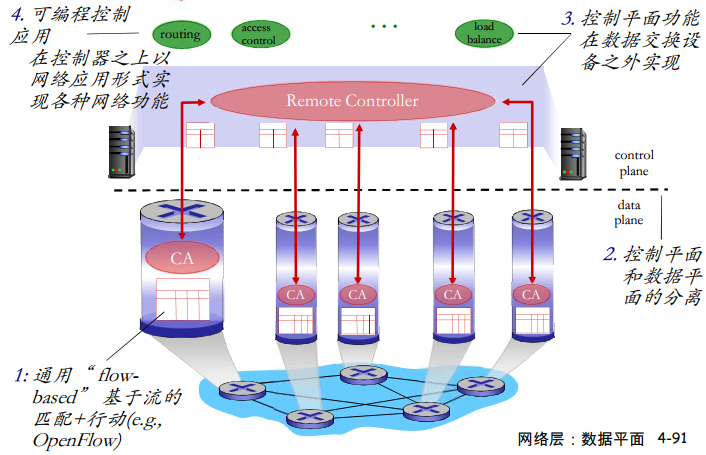 4. 可编程控制
应用
在控制器之上以
网络应用形式实
现各种网络功能
routing
access
control
...
load
balance
3. 控制平面功能
在数据交换设
备之外实现
Remote Controller
control
plane
data
plane
CA
CA
CA
CA
CA
2. 控制平面
和数据平
面的分离
1: 通用“ flow-
based” 基于流的
匹配+行动(e.g.,
OpenFlow)
网络层：数据平面 4-91